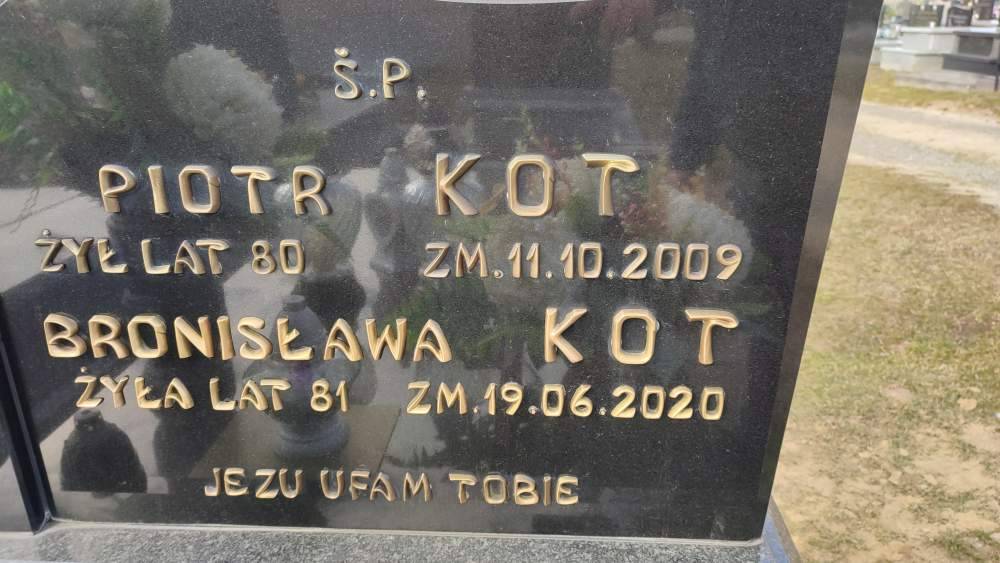 Ś.P.
PIOTR KOT
ŻYŁ LAT 80 ZM.11.10.2009
BRONISŁAWA KOT
ŻYŁA LAT 81 ZM.19.06.2020
JEZU UFAM TOBIE